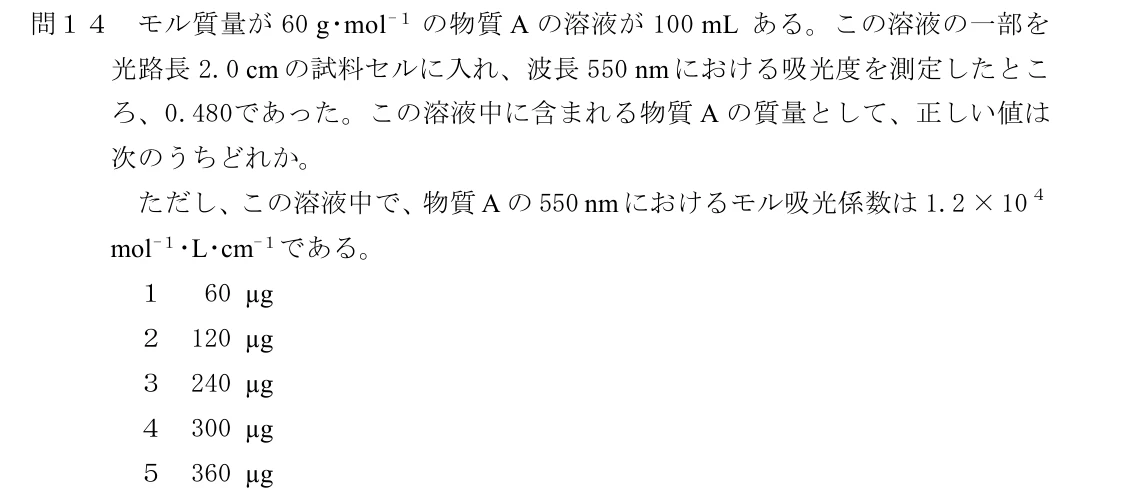 問１４　モル質量が 60 g･mol⁻¹ の物質 A の溶液が 100 mL ある。この溶液の一部を
光路長 2.0 cm の試料セルに入れ、波長 550 nm における吸光度を測定したとこ
ろ、0.480であった。この溶液中に含まれる物質 A の質量として、正しい値は
次のうちどれか。
ただし、この溶液中で、物質 A の 550 nm におけるモル吸光係数は 1.2 × 10⁴
mol⁻¹･L･cm⁻¹ である。
１　60 μg
２　120 μg
３　240 μg
４　300 μg
５　360 μg